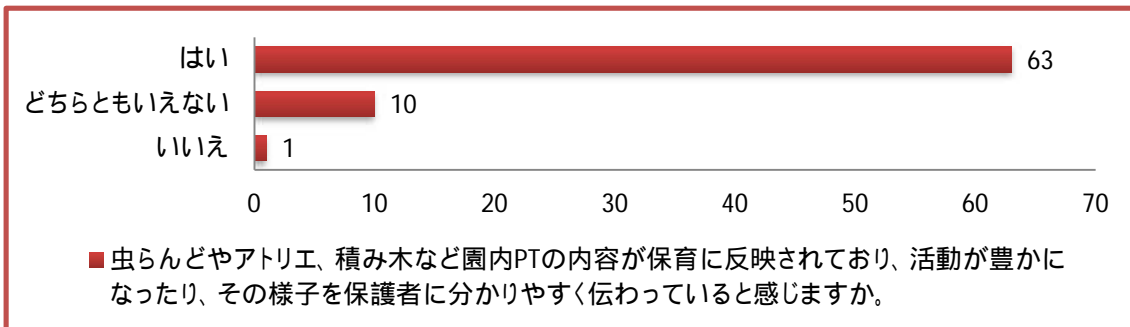 はい 63
どちらともいえない 10
いいえ 1
0 10 20 30 40 50 60 70
虫らんどやアトリエ、積み木など園内PTの内容が保育に反映されており、活動が豊かに
なったり、その様子を保護者に分かりやすく伝わっていると感じますか。